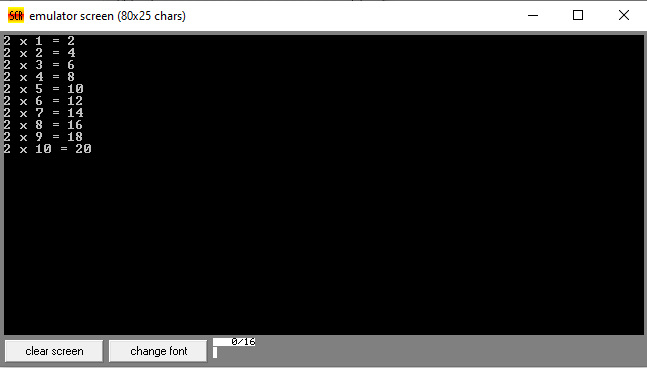 SCR emulator screen (80x25 chars)
2 x 1 = 2
2 x 2 = 4
2 x 3 = 6
2 x 4 = 8
2 x 5 = 10
2 x 6 = 12
2 x 7 = 14
2 x 8 = 16
2 x 9 = 18
2 x 10 = 20
clear screen change font 0/16